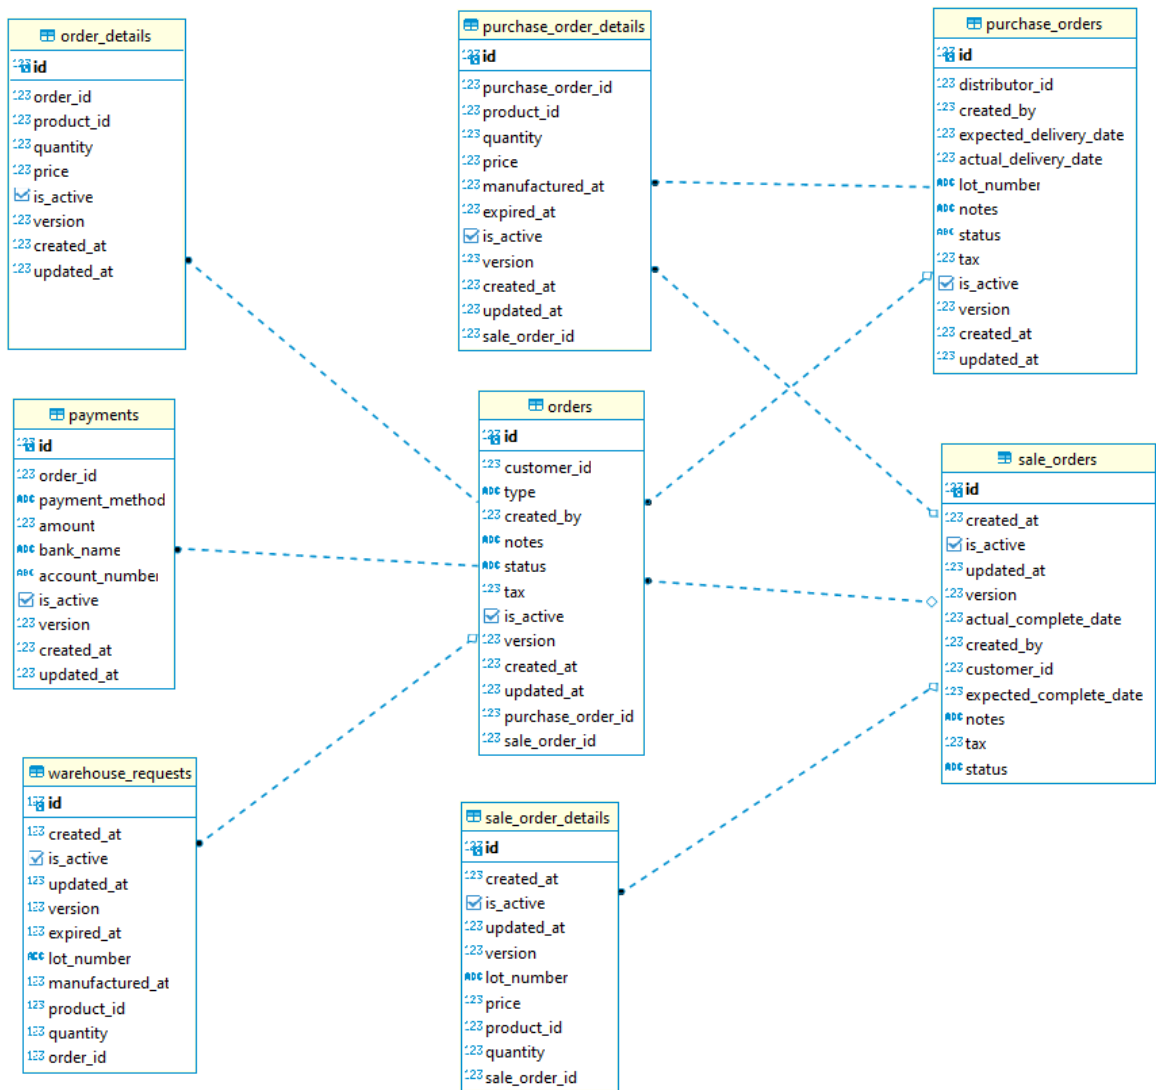 order_details
id
order_id
product_id
quantity
price
is_active
version
created_at
updated_at
purchase_order_details
id
purchase_order_id
product_id
quantity
price
manufactured_at
expired_at
is_active
version
created_at
updated_at
sale_order_id
purchase_orders
id
distributor_id
created_by
expected_delivery_date
actual_delivery_date
lot_number
notes
status
tax
is_active
version
created_at
updated_at
payments
id
order_id
payment_method
amount
bank_name
account_number
is_active
version
created_at
updated_at
orders
id
customer_id
type
created_by
notes
status
tax
is_active
version
created_at
updated_at
purchase_order_id
sale_order_id
sale_orders
id
created_at
is_active
updated_at
version
actual_complete_date
created_by
customer_id
expected_complete_date
notes
tax
status
warehouse_requests
id
created_at
is_active
updated_at
version
expired_at
lot_number
manufactured_at
product_id
quantity
order_id
sale_order_details
id
created_at
is_active
updated_at
version
lot_number
price
product_id
quantity
sale_order_id